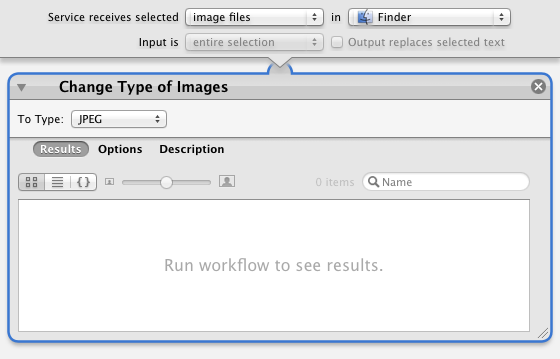 Service receives selected image files in Finder
Input is entire selection Output replaces selected text
Change Type of Images
To Type: JPEG
Results Options Description
{} 0 items Name
Run workflow to see results.